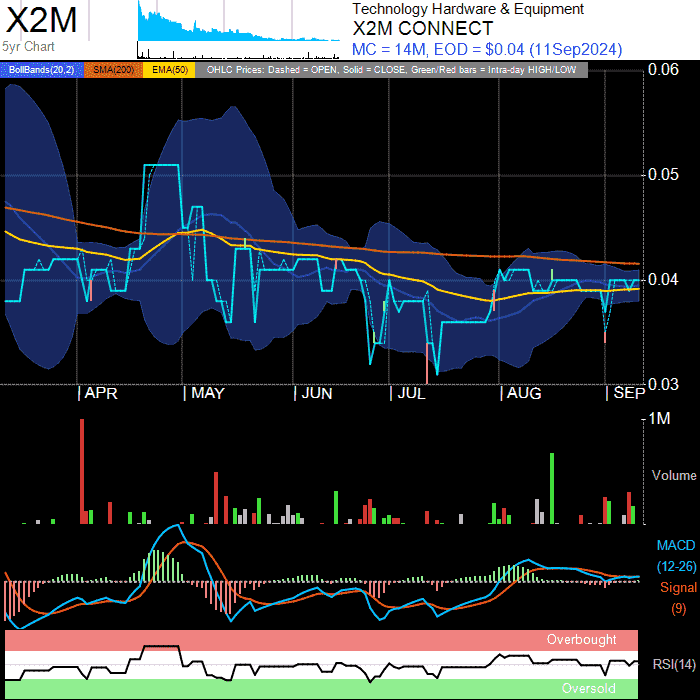 X2M
5yr Chart
Technology Hardware & Equipment
X2M CONNECT
MC = 14M, EOD = $0.04 (11Sep2024)
BollBands(20,2) SMA(200) EMA(50) OHLC Prices: Dashed = OPEN, Solid = CLOSE, Green/Red bars = Intra-day HIGH/LOW
0.06
0.05
0.04
0.03
APR MAY JUN JUL AUG SEP
1M
Volume
MACD
(12-26)
Signal
(9)
Overbought
RSI(14)
Oversold